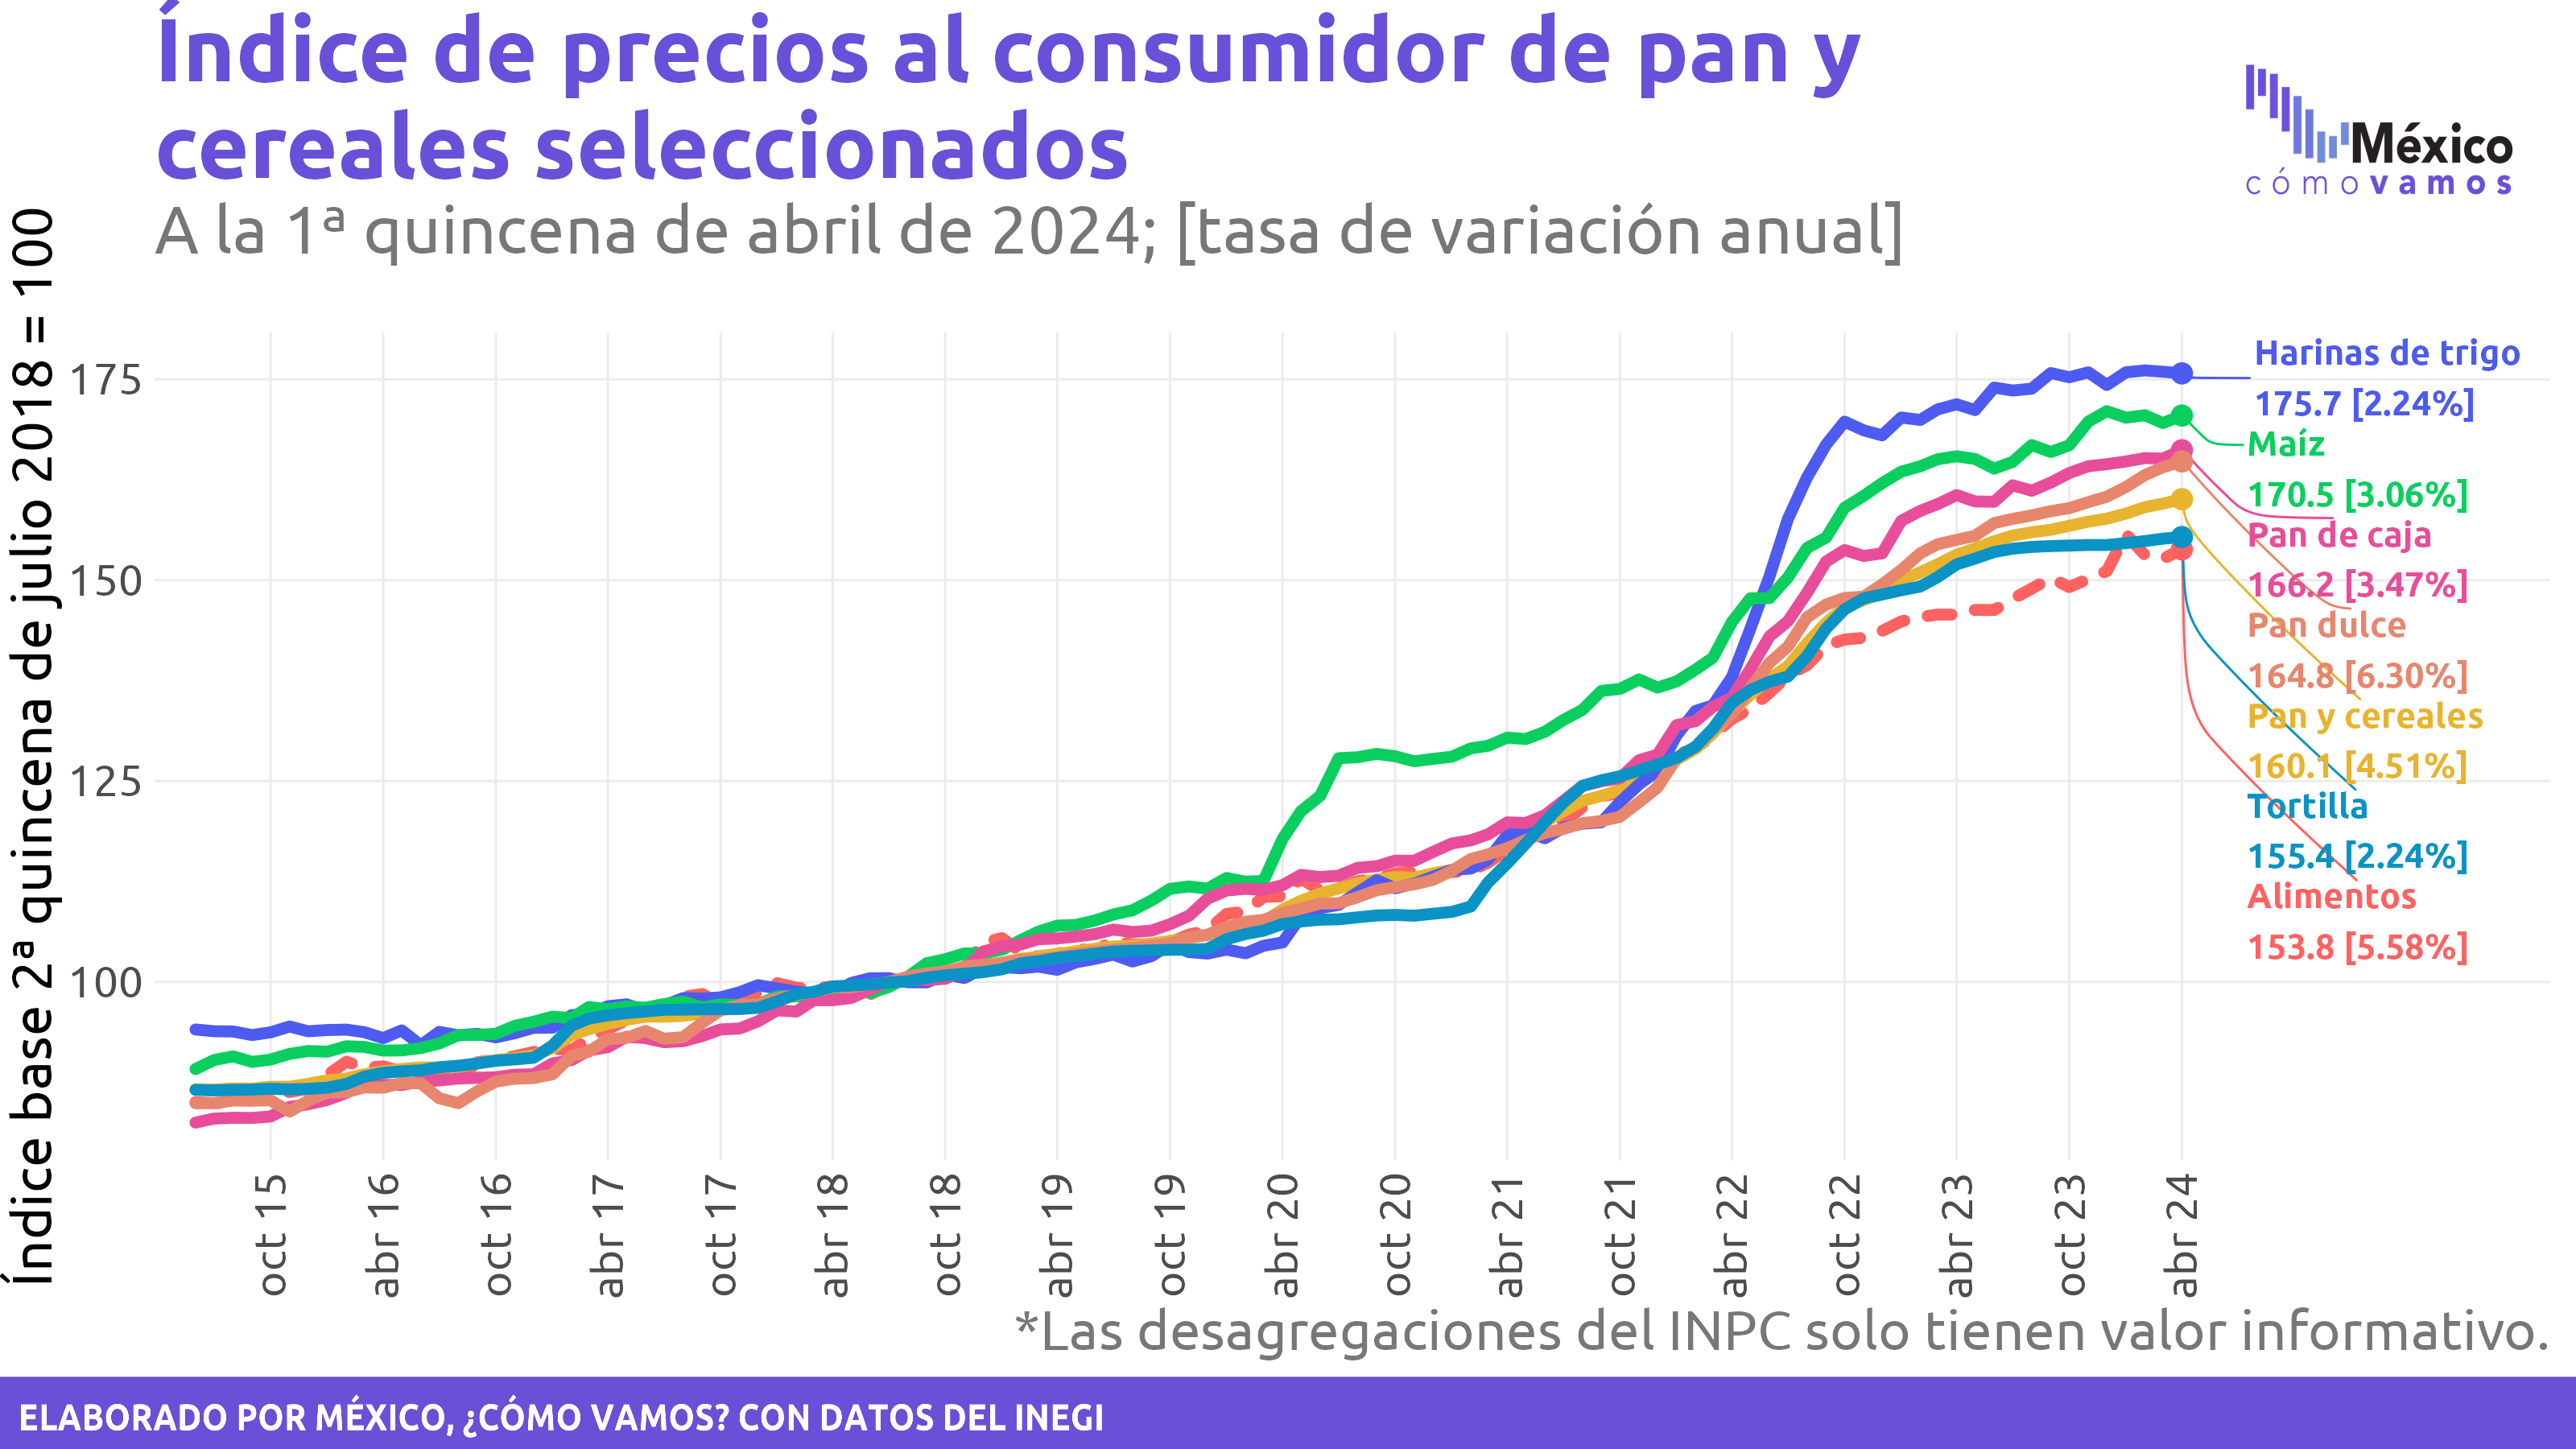 Índice de precios al consumidor de pan y
cereales seleccionados
A la 1ª quincena de abril de 2024; [tasa de variación anual]
México
cómo vamos
Índice base 2ª quincena de julio 2018 = 100
175
150
125
100
Harinas de trigo
175.7 [2.24%]
Maíz
170.5 [3.06%]
Pan de caja
166.2 [3.47%]
Pan dulce
164.8 [6.30%]
Pan y cereales
160.1 [4.51%]
Tortilla
155.4 [2.24%]
Alimentos
153.8 [5.58%]
oct 15
abr 16
oct 16
abr 17
oct 17
abr 18
oct 18
abr 19
oct 19
abr 20
oct 20
abr 21
oct 21
abr 22
oct 22
abr 23
oct 23
abr 24
*Las desagregaciones del INPC solo tienen valor informativo.
ELABORADO POR MÉXICO, ¿CÓMO VAMOS? CON DATOS DEL INEGI